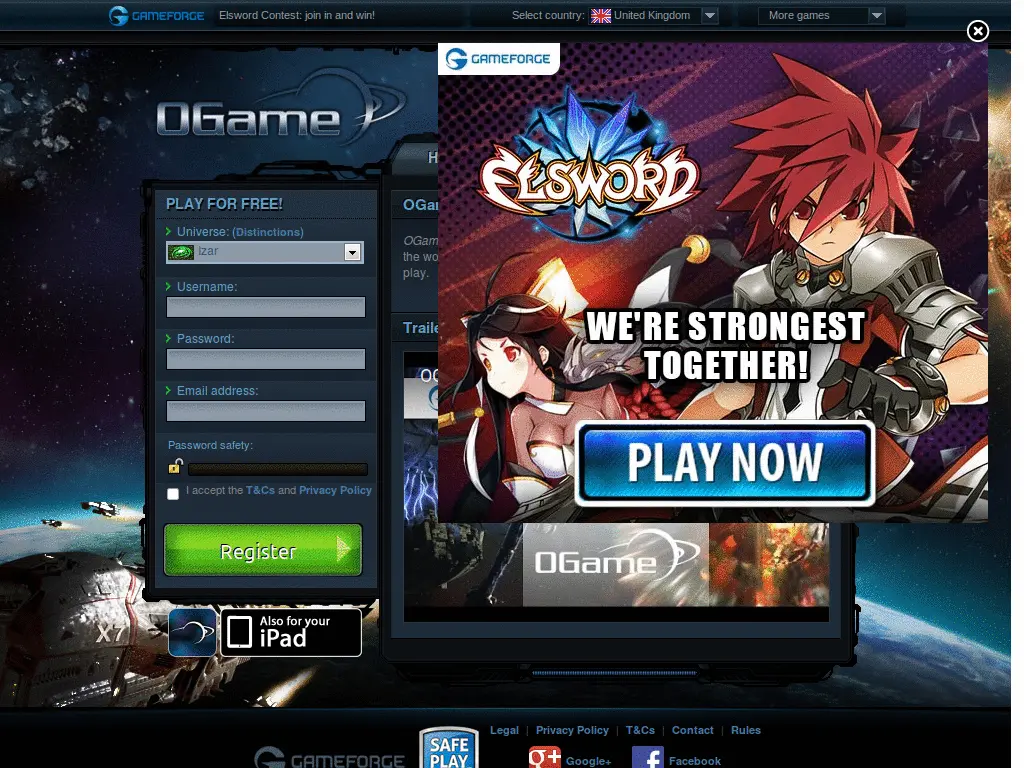 GAMEFORGE
Elsword Contest: join in and win!
Select country:
United Kingdom
More games
GAMEFORGE
OGame
ELSWORD
H
PLAY FOR FREE!
OGa
Universe: (Distinctions)
Izar
OGam
the wo
play.
Username:
WE'RE STRONGEST
TOGETHER!
Traile
Password:
Email address:
Password safety:
I accept the T&Cs and Privacy Policy
PLAY NOW
Register
OGame
Also for your
iPad
X7
Legal | Privacy Policy | T&Cs | Contact | Rules
SAFE
PLAY
GAMEFORGE
g+
Google+
f
Facebook